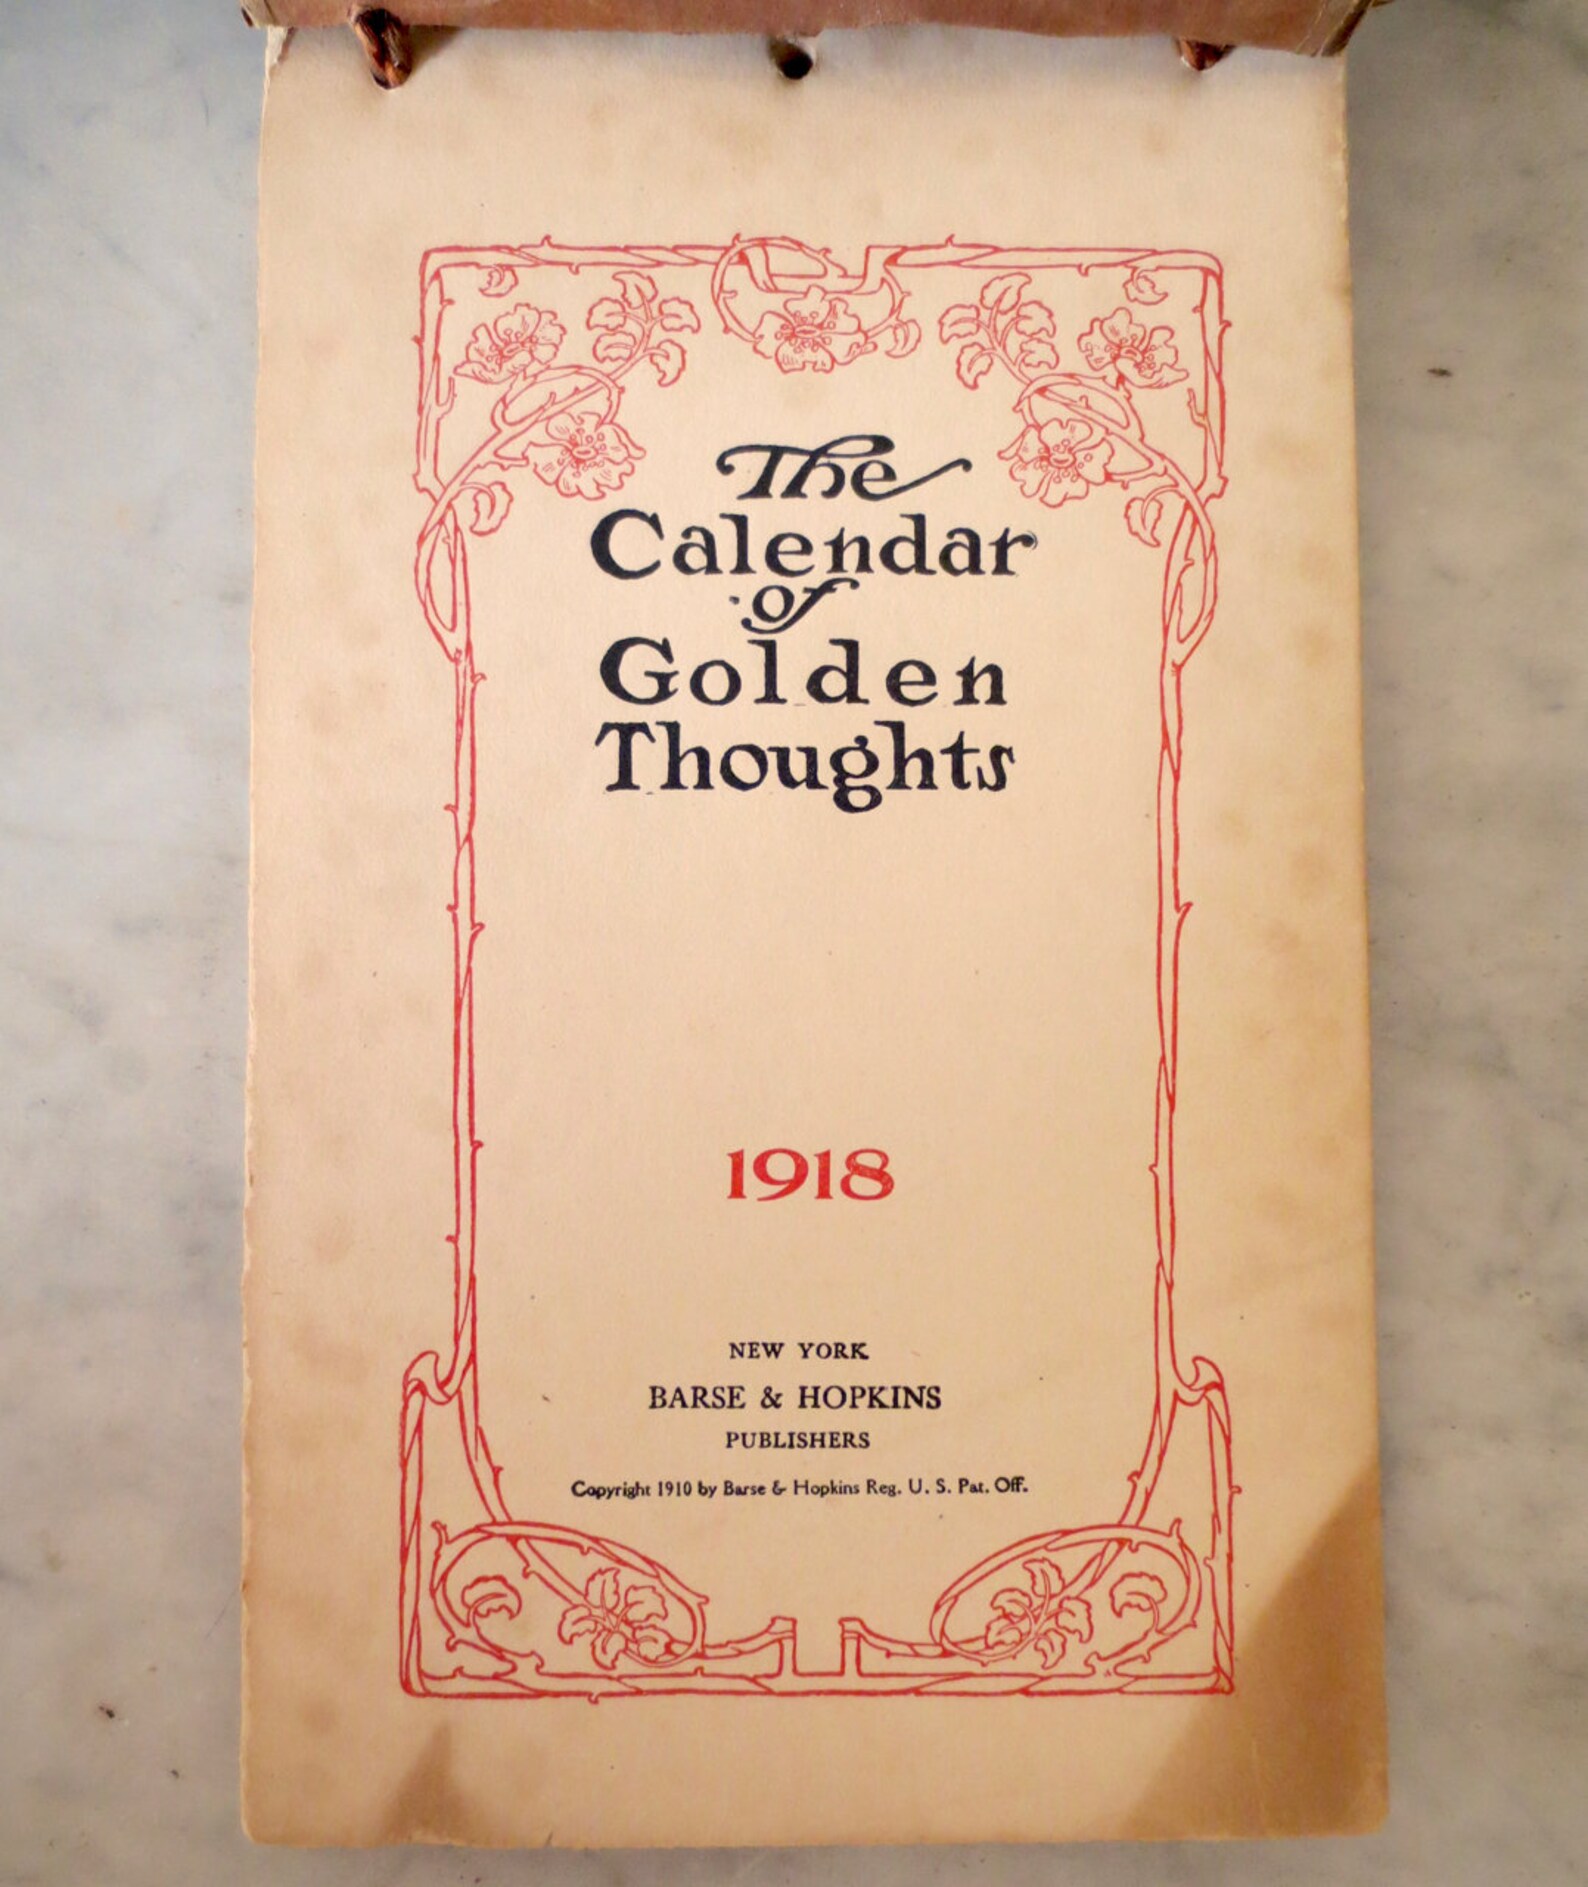 The
Calendar
of
Golden
Thoughts
1918
NEW YORK
BARSE & HOPKINS
PUBLISHERS
Copyright 1910 by Barse & Hopkins Reg. U. S. Pat. Off.